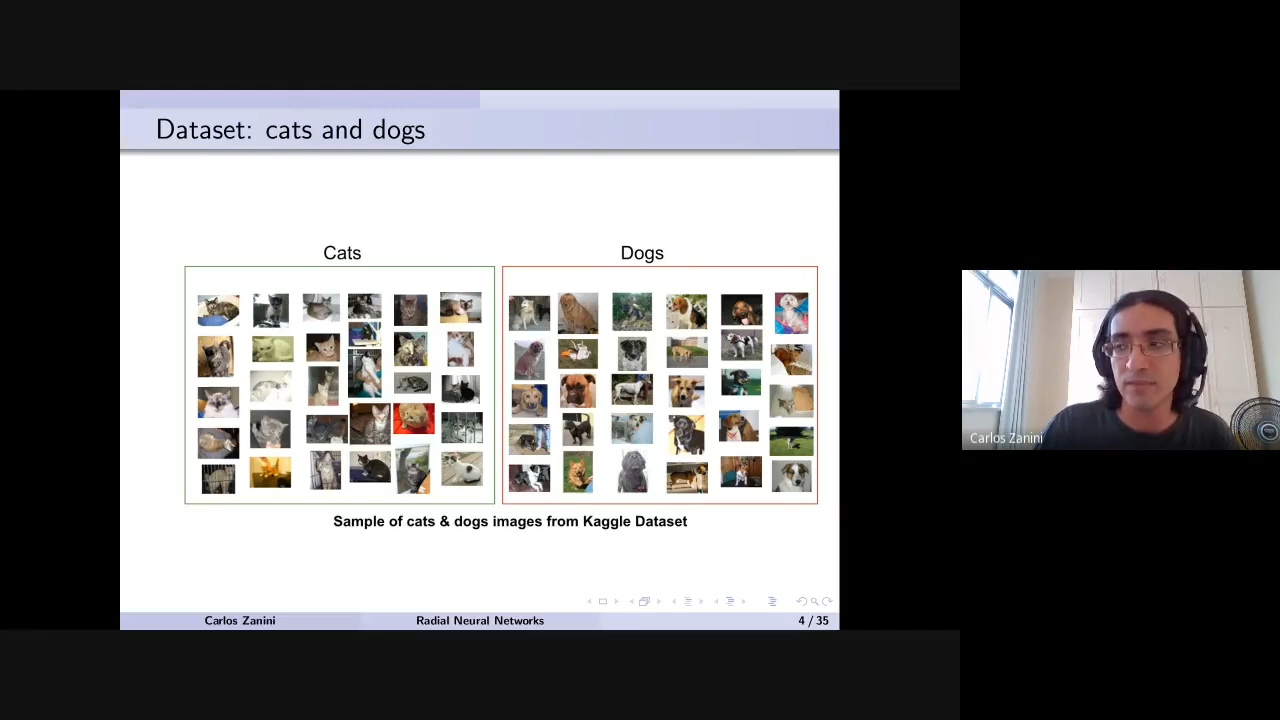 Dataset: cats and dogs
Cats
Dogs
Sample of cats & dogs images from Kaggle Dataset
Carlos Zanini
Radial Neural Networks
4 / 35
Carlos Zanini